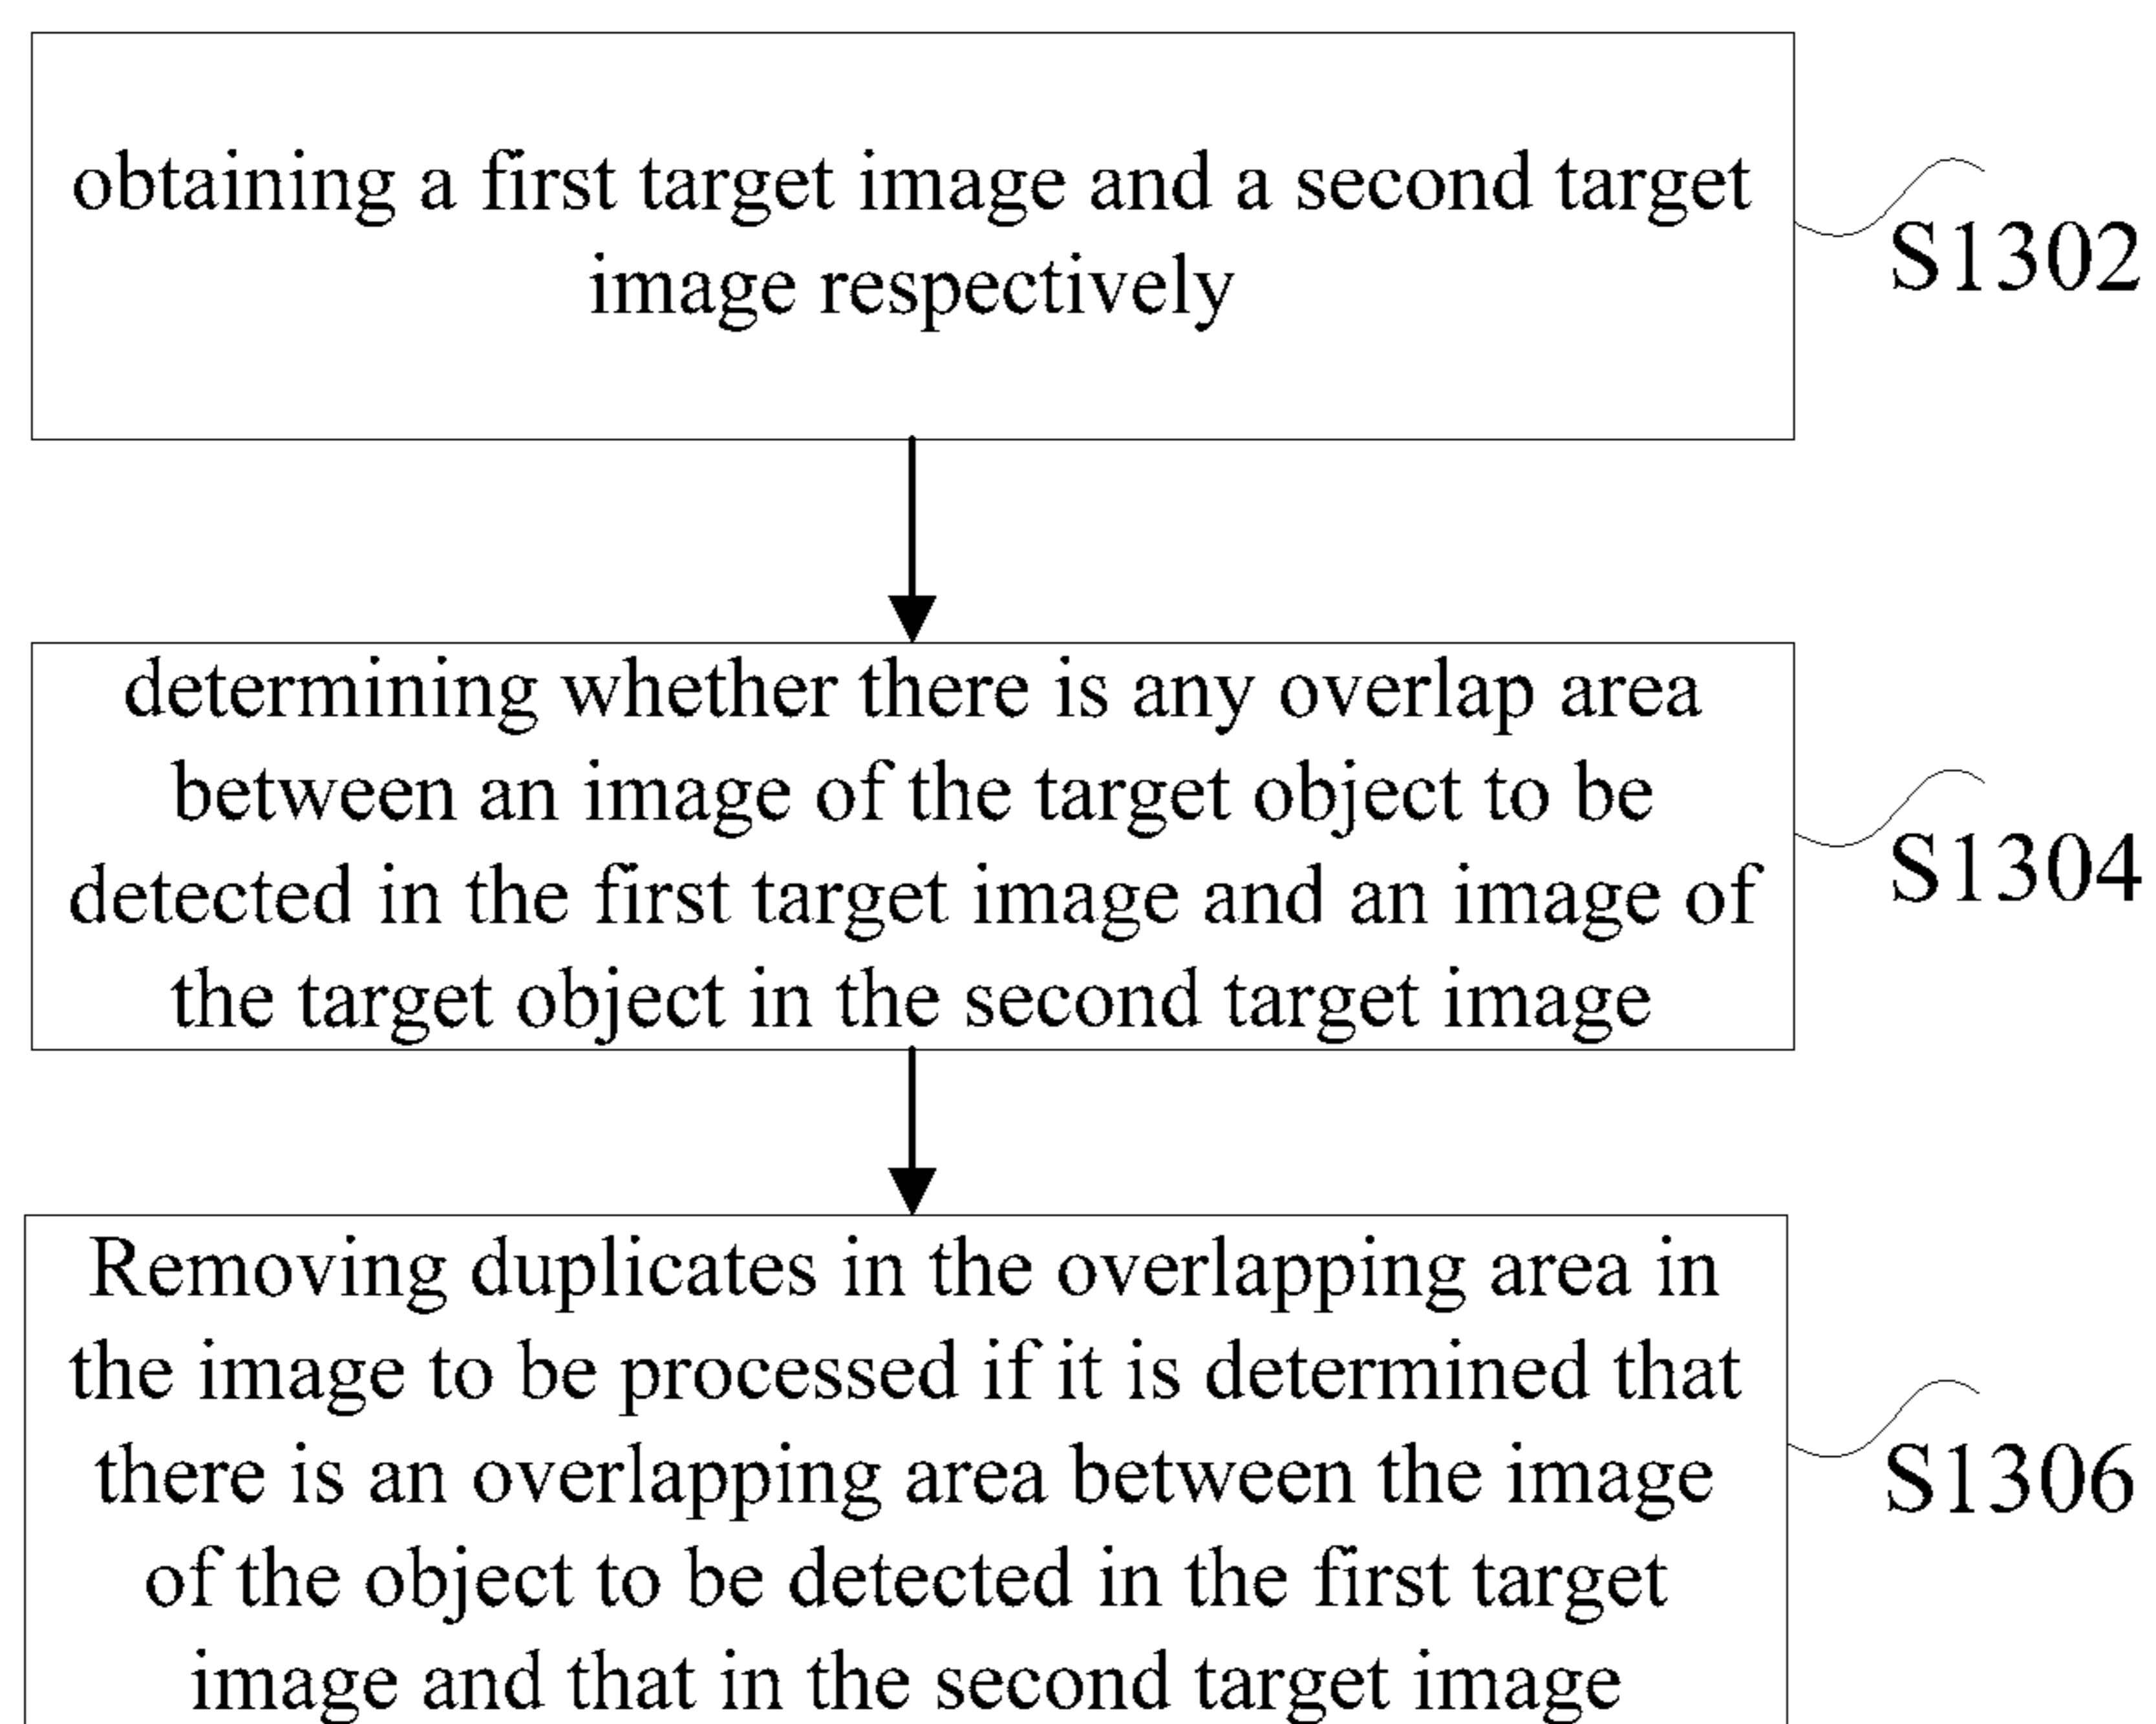 obtaining a first target image and a second target
image respectively
S1302
determining whether there is any overlap area
between an image of the target object to be
detected in the first target image and an image of
the target object in the second target image
S1304
Removing duplicates in the overlapping area in
the image to be processed if it is determined that
there is an overlapping area between the image
of the object to be detected in the first target
image and that in the second target image
S1306